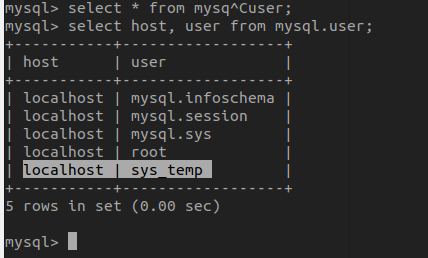 mysql> select * from mysq^Cuser;
mysql> select host, user from mysql.user;
+-----------+------------------+
| host      | user             |
+-----------+------------------+
| localhost | mysql.infoschema |
| localhost | mysql.session    |
| localhost | mysql.sys        |
| localhost | root             |
| localhost | sys_temp         |
+-----------+------------------+
5 rows in set (0.00 sec)
mysql>